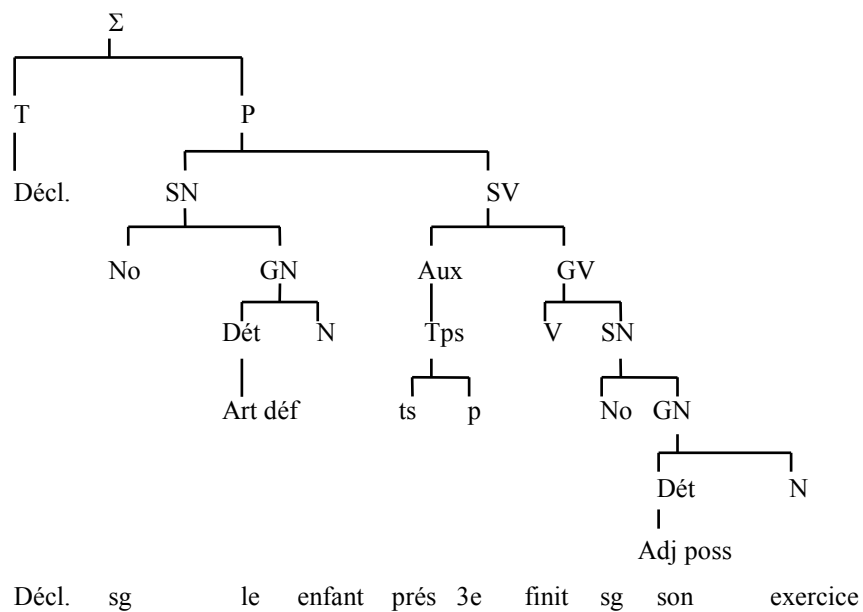 Σ
T P
Décl. SN SV
No GN Aux GV
Dét N Tps V SN
Art déf ts p No GN
Dét N
Adj poss
Décl. sg le enfant prés 3e finit sg son exercice